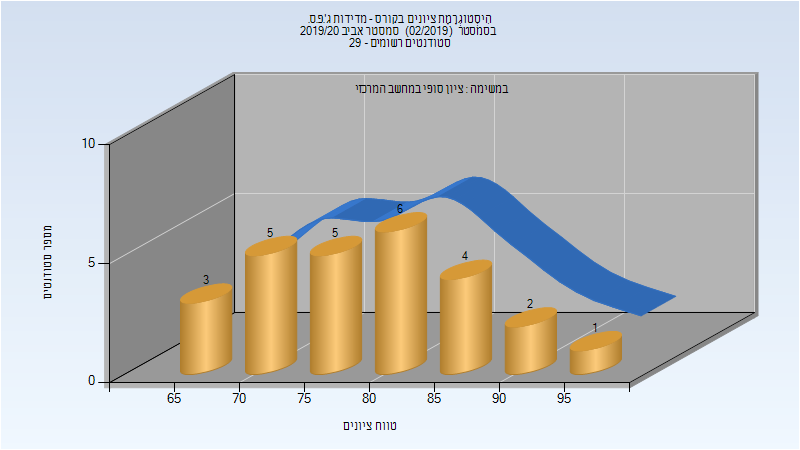 היסטוגרמת ציונים בקורס - מדידות ג'.פ.ס.
בסמסטר (02/2019) סמסטר אביב 2019/20
סטודנטים רשומים - 29
במשימה : ציון סופי במחשב המרכזי
10
5
0
מספר סטודנטים
3
5
5
6
4
2
1
65
70
75
80
85
90
95
טווח ציונים